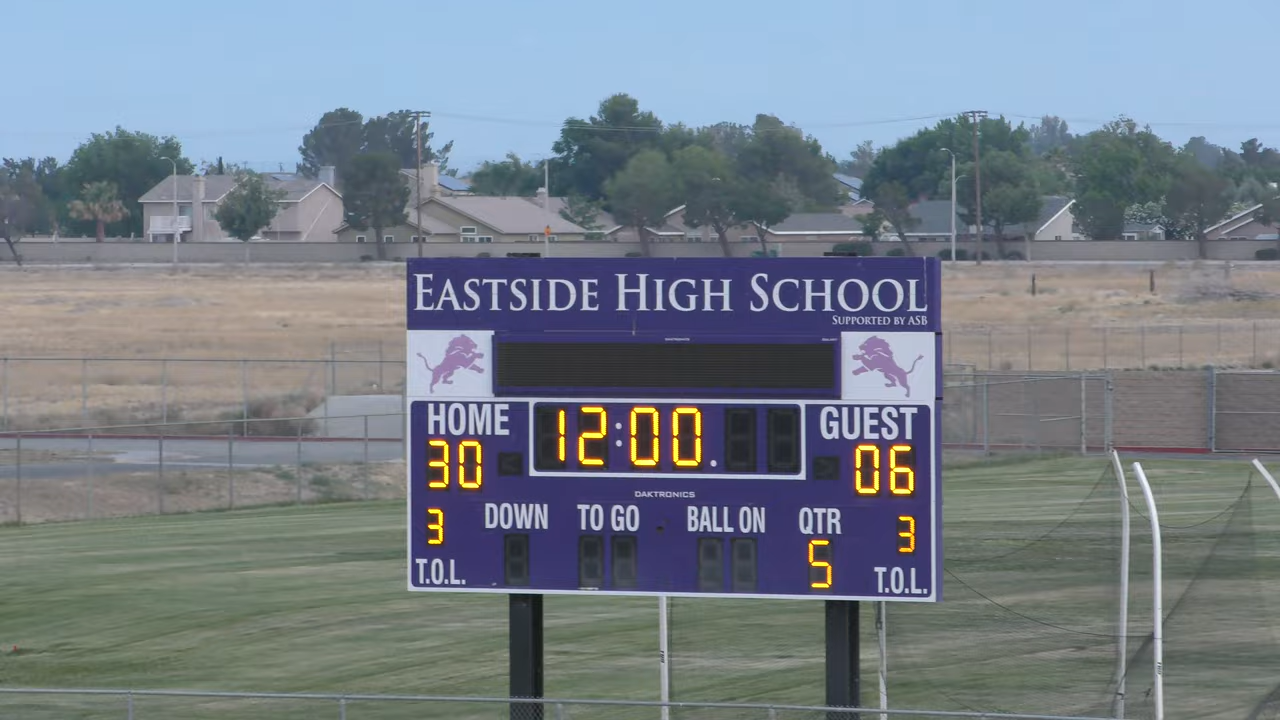 EASTSIDE HIGH SCHOOL
SUPPORTED BY ASB
HOME 12:00. GUEST
30 06
DAKTRONICS
3 DOWN TO GO BALL ON QTR 3
5
T.O.L. T.O.L.